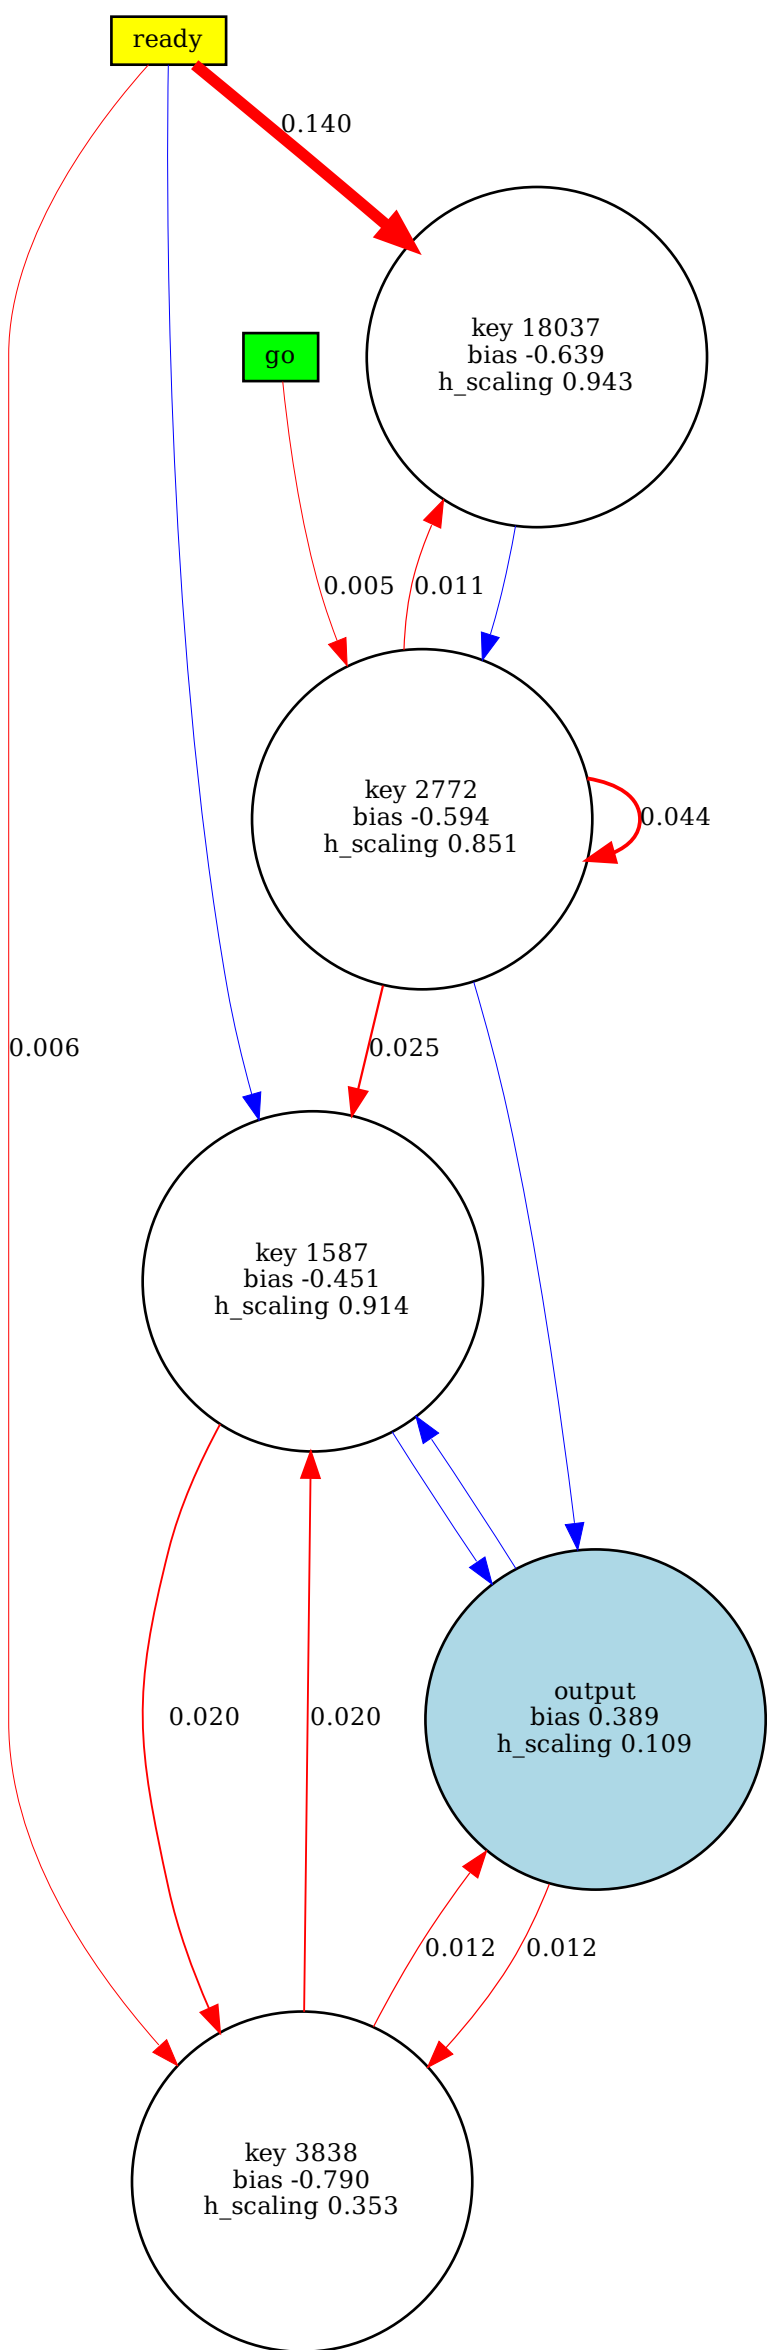 ready
0.140
key 18037
bias -0.639
h_scaling 0.943
go
0.005
0.011
key 2772
bias -0.594
h_scaling 0.851
0.044
0.006
0.025
key 1587
bias -0.451
h_scaling 0.914
output
bias 0.389
h_scaling 0.109
0.020
0.020
0.012
0.012
key 3838
bias -0.790
h_scaling 0.353